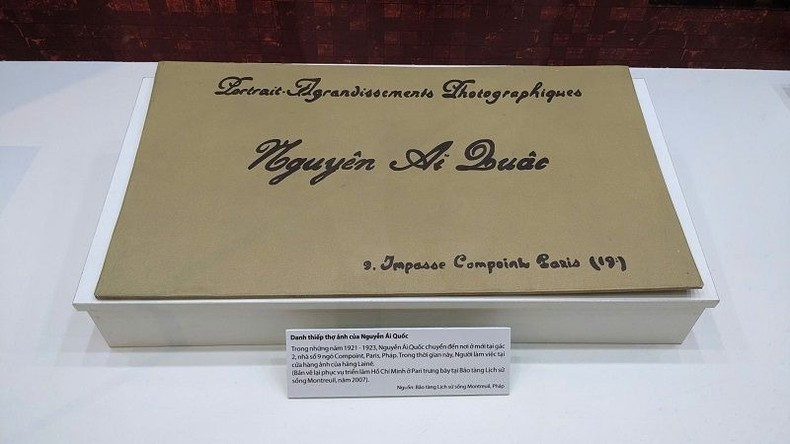 Portrait-Agrandissements Photographiques
Nguyên Aï Quâc
9. Impasse Compoint Paris (19:)
Danh thiếp thợ ảnh của Nguyễn Ái Quốc
Trong những năm 1921 - 1923, Nguyễn Ái Quốc chuyển đến nơi ở mới tại gác
2, nhà số 9 ngõ Compoint, Paris, Pháp. Trong thời gian này, Người làm việc tại
cửa hàng ảnh của hãng Lainé.
(Bản vẽ lại phục vụ triển lãm Hồ Chí Minh ở Pari trưng bày tại Bảo tàng Lịch sử
sống Montreuil, năm 2007).
Nguồn: Bảo tàng Lịch sử sống Montreuil, Pháp